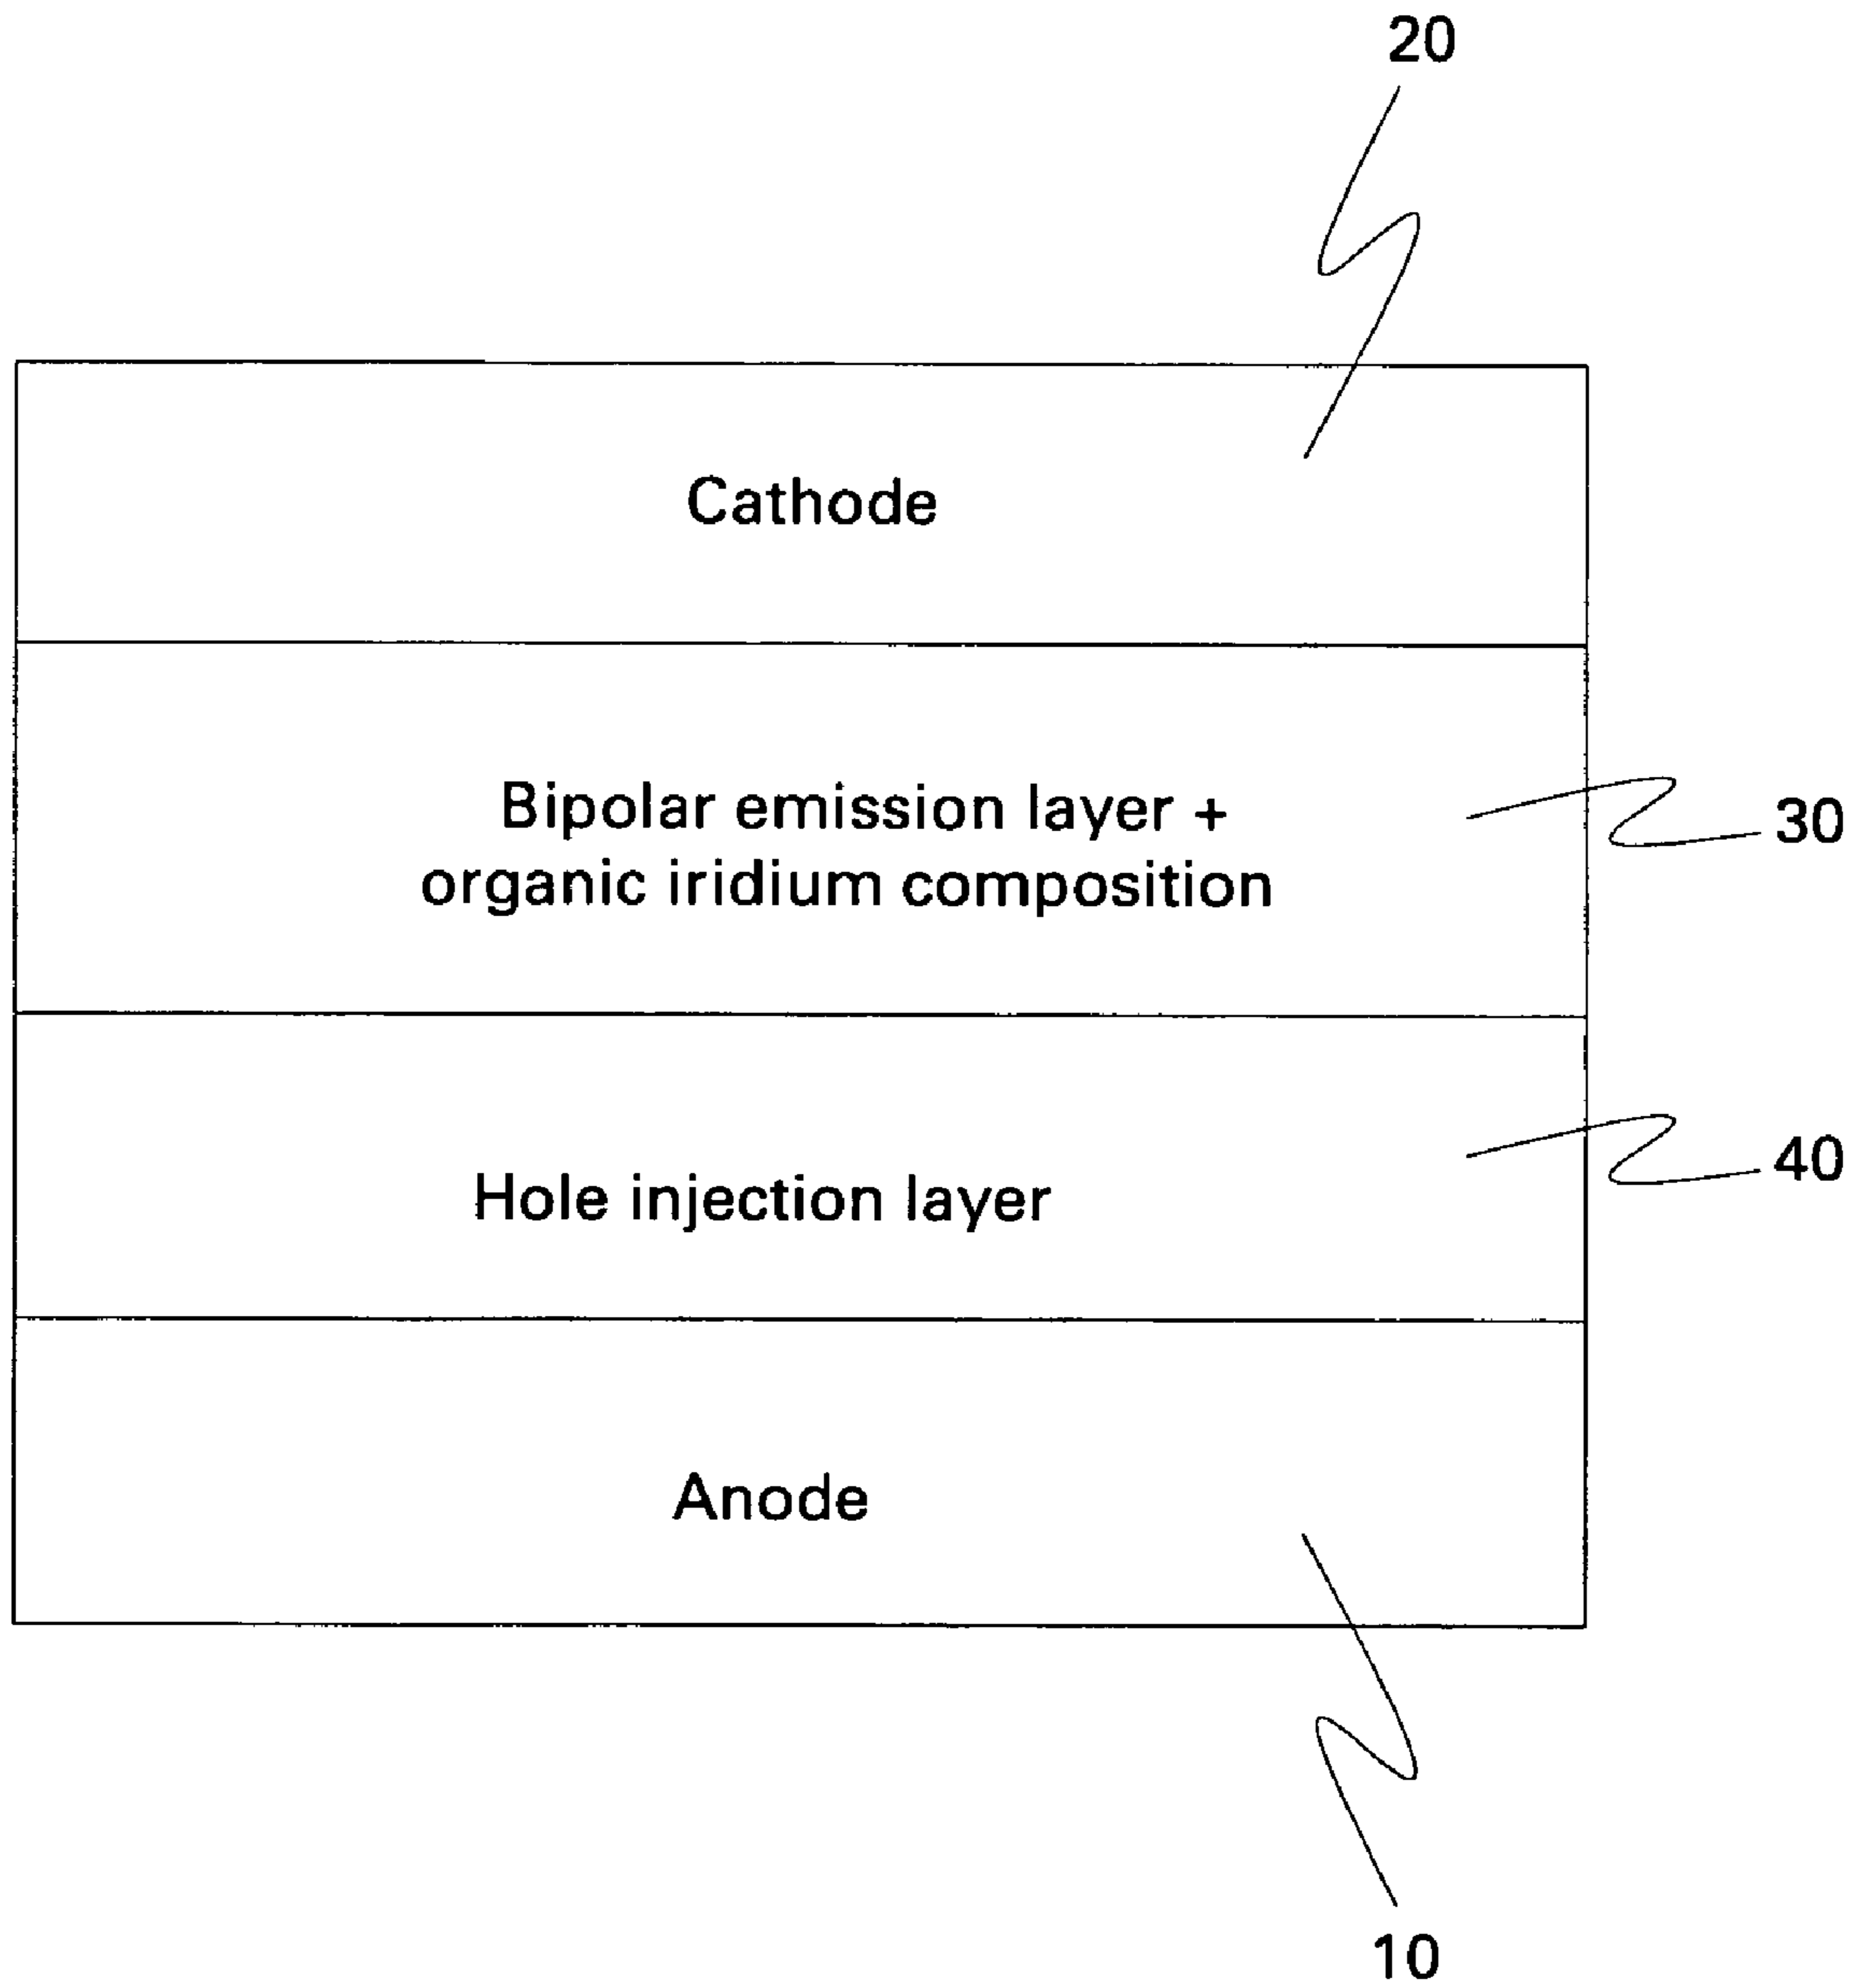 20
Cathode
Bipolar emission layer +
organic iridium composition
30
Hole injection layer
40
Anode
10